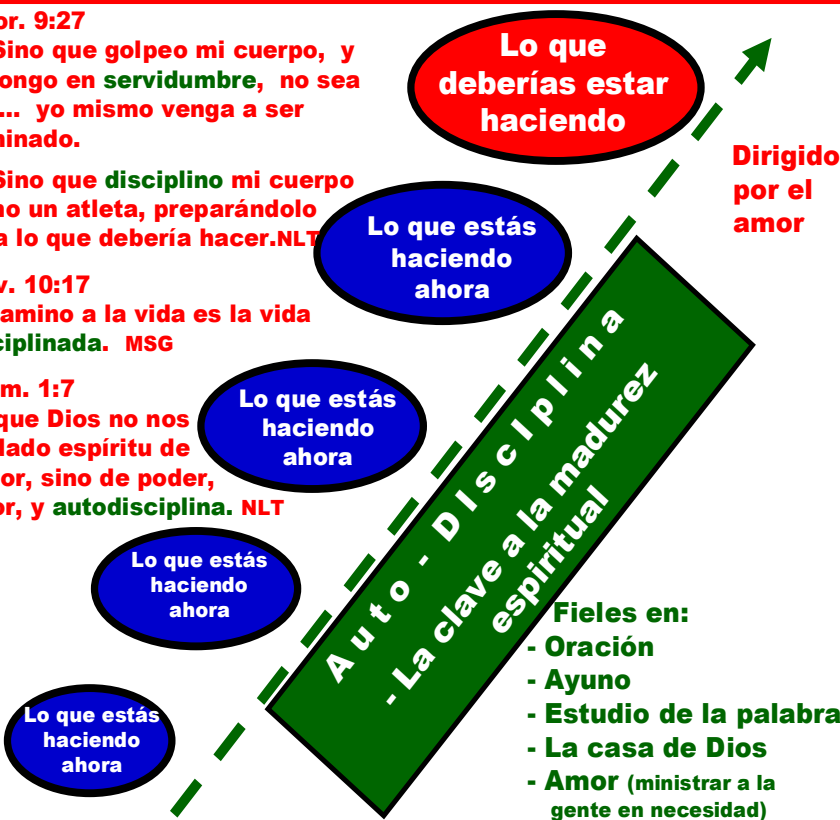 or. 9:27
Sino que golpeo mi cuerpo, y
ongo en servidumbre, no sea
... yo mismo venga a ser
inado.
Sino que disciplino mi cuerpo
o un atleta, preparándolo
a lo que debería hacer.NLT
v. 10:17
amino a la vida es la vida
ciplinada. MSG
m. 1:7
que Dios no nos
dado espíritu de
or, sino de poder,
or, y autodisciplina. NLT
Lo que
deberías estar
haciendo
Dirigido
por el
amor
Lo que estás
haciendo
ahora
Lo que estás
haciendo
ahora
Lo que estás
haciendo
ahora
Lo que estás
haciendo
ahora
Auto - DIscIplina
- La clave a la madurez
espiritual
Fieles en:
- Oración
- Ayuno
- Estudio de la palabra
- La casa de Dios
- Amor (ministrar a la
gente en necesidad)